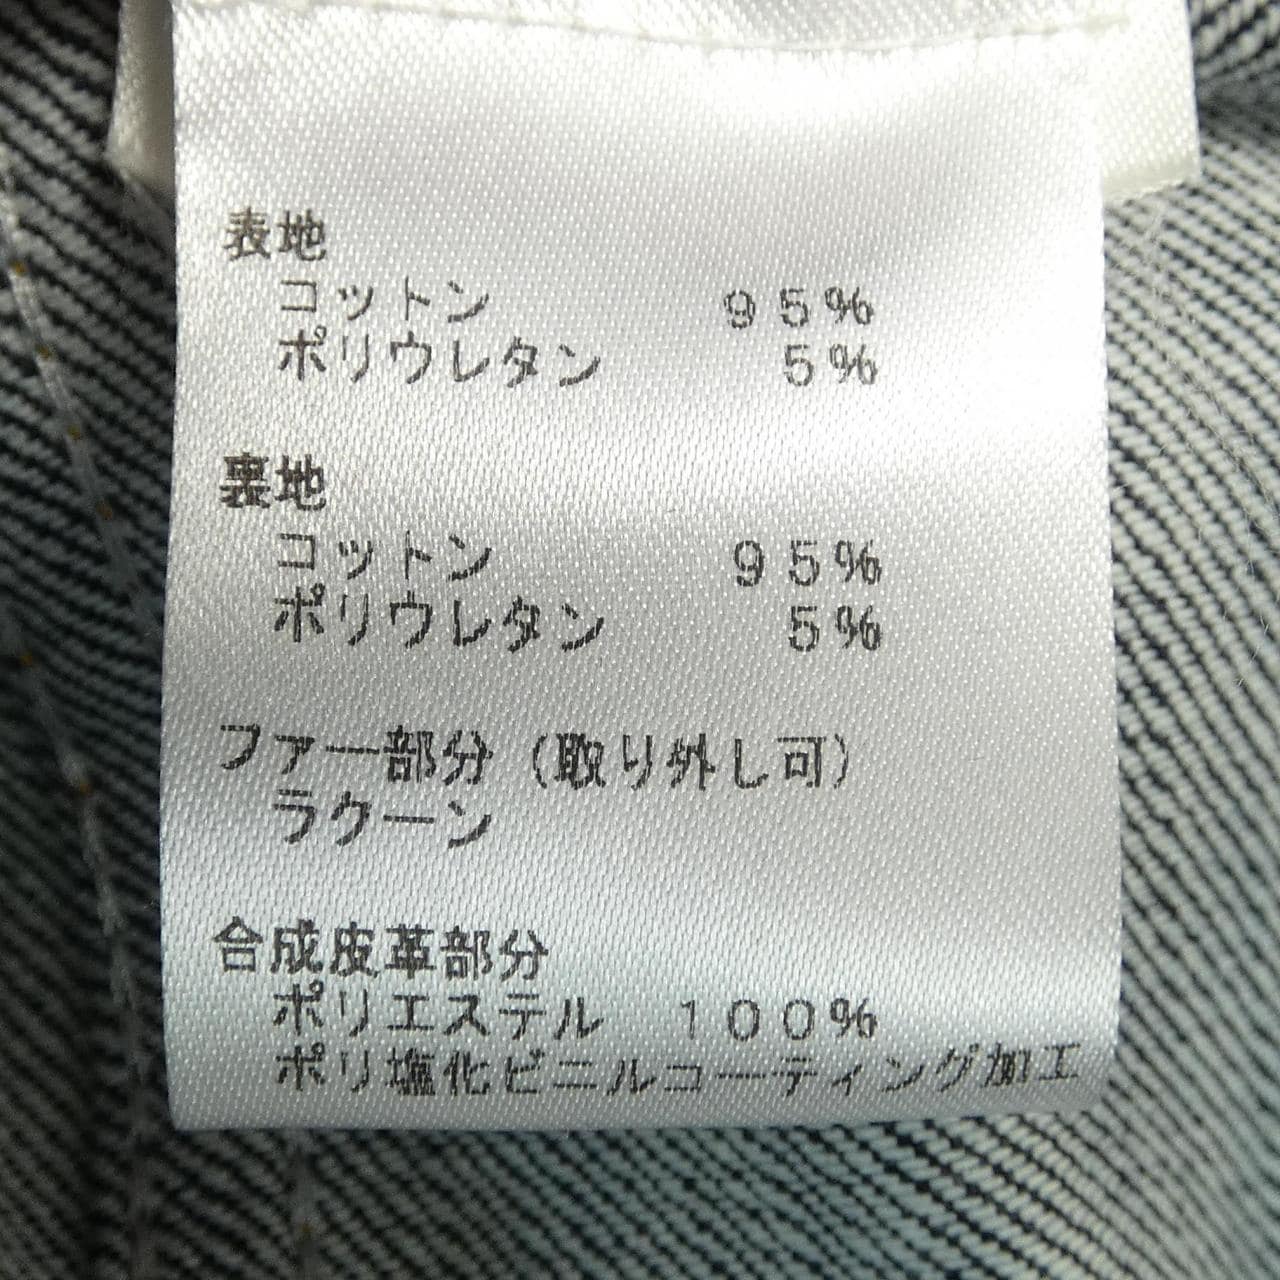 表地
コットン ９５％
ポリウレタン ５％
裏地
コットン ９５％
ポリウレタン ５％
ファー部分（取り外し可）
ラクーン
合成皮革部分
ポリエステル １００％
ポリ塩化ビニルコーティング加工